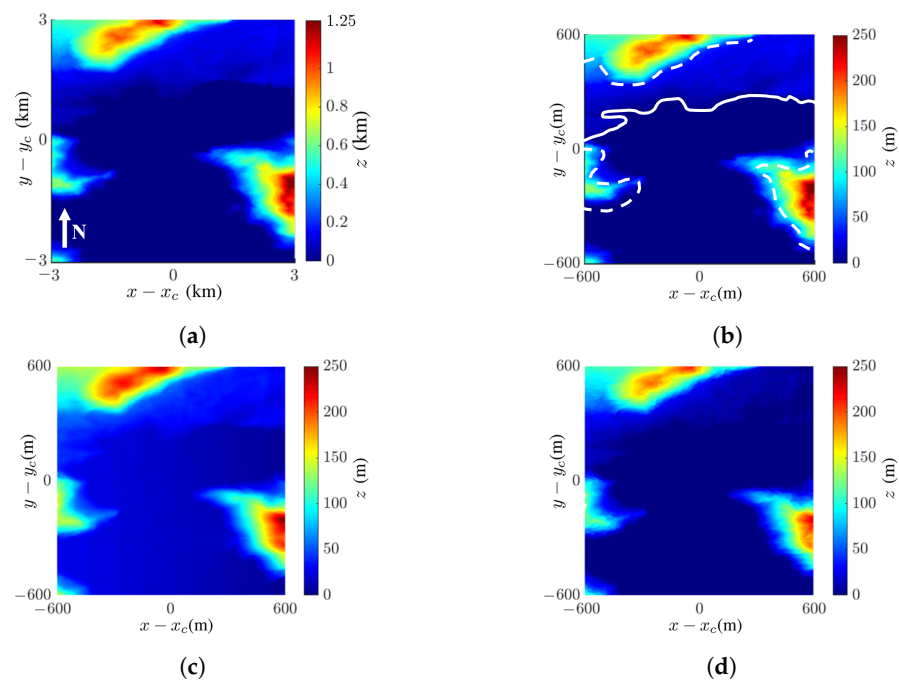 3
0
−3
y − y_c (km)
−3
0
3
x − x_c (km)
N
1.25
1
0.8
0.6
0.4
0.2
0
z (km)
(a)
600
0
−600
y − y_c(m)
−600
0
600
x − x_c(m)
250
200
150
100
50
0
z (m)
(b)
600
0
−600
y − y_c(m)
−600
0
600
x − x_c(m)
250
200
150
100
50
0
z (m)
(c)
600
0
−600
y − y_c(m)
−600
0
600
x − x_c(m)
250
200
150
100
50
0
z (m)
(d)